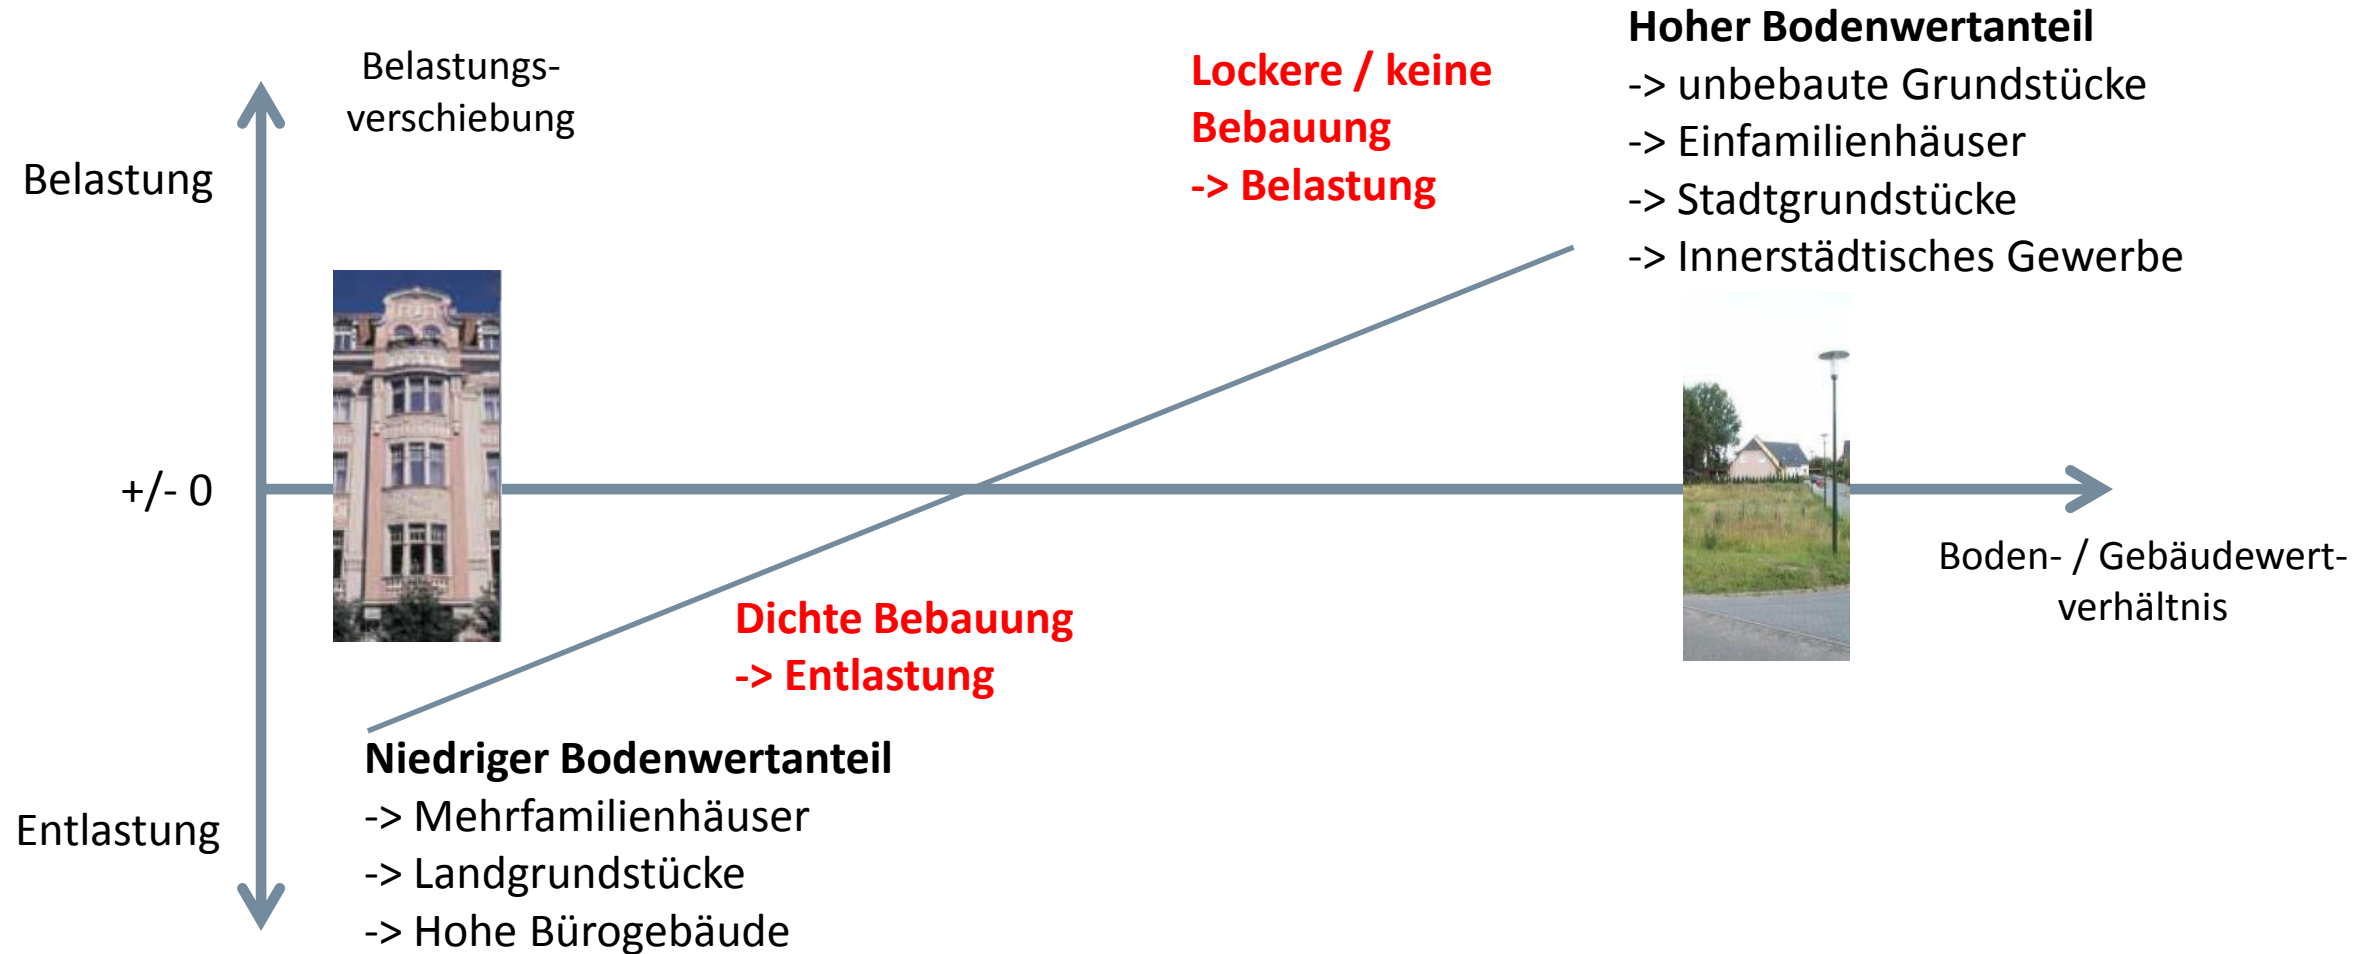 Belastungs-
verschiebung
Belastung
+/- 0
Entlastung
Lockere / keine
Bebauung
-> Belastung
Hoher Bodenwertanteil
-> unbebaute Grundstücke
-> Einfamilienhäuser
-> Stadtgrundstücke
-> Innerstädtisches Gewerbe
Boden- / Gebäudewert-
verhältnis
Dichte Bebauung
-> Entlastung
Niedriger Bodenwertanteil
-> Mehrfamilienhäuser
-> Landgrundstücke
-> Hohe Bürogebäude